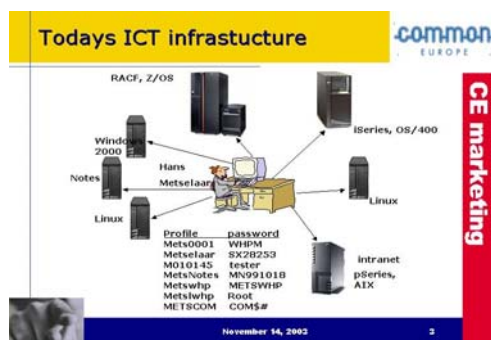 Todays ICT infrastucture
common
EUROPE
RACF, Z/OS
iSeries, OS/400
CE marketing
Windows
2000
Hans
Metselaar
Notes
Linux
Linux
Profile password
Mets0001 WHPM
Metselaar SX28253
M010145 tester
MetsNotes MN991018
Metswhp METSWHP
Metslwhp Root
METSCOM COM$#
intranet
pSeries,
AIX
November 14, 2003
3